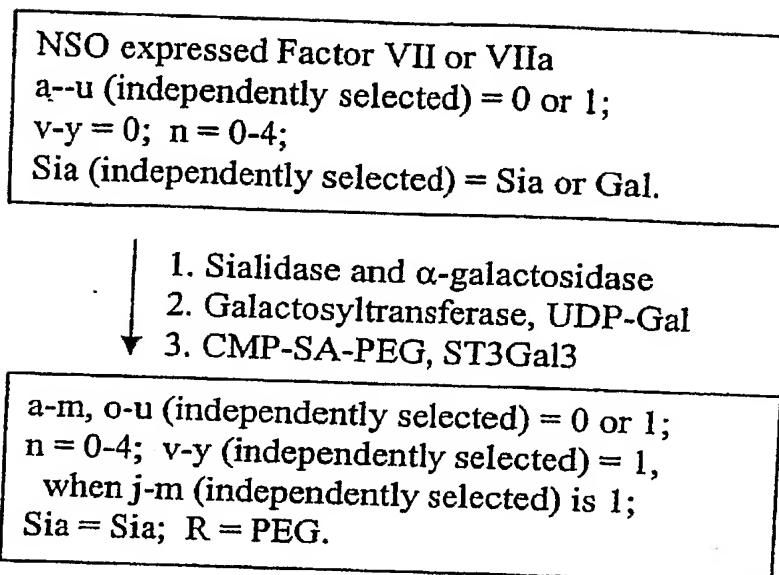 NSO expressed Factor VII or VIIa
a--u (independently selected) = 0 or 1;
v-y = 0; n = 0-4;
Sia (independently selected) = Sia or Gal.
1. Sialidase and α-galactosidase
2. Galactosyltransferase, UDP-Gal
3. CMP-SA-PEG, ST3Gal3
a-m, o-u (independently selected) = 0 or 1;
n = 0-4; v-y (independently selected) = 1,
when j-m (independently selected) is 1;
Sia = Sia; R = PEG.